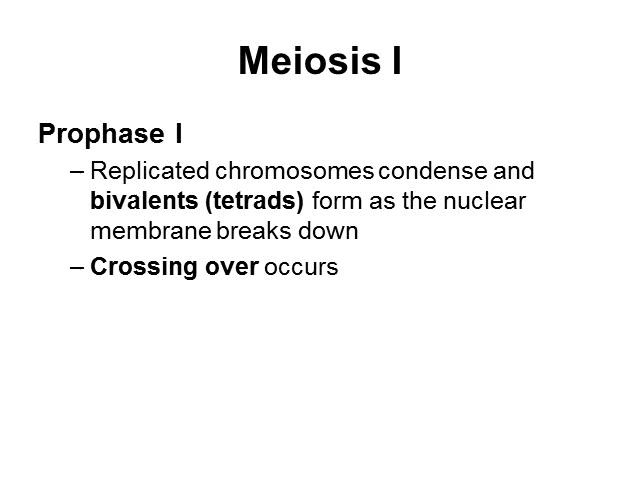 Meiosis I
Prophase I
– Replicated chromosomes condense and
bivalents (tetrads) form as the nuclear
membrane breaks down
– Crossing over occurs